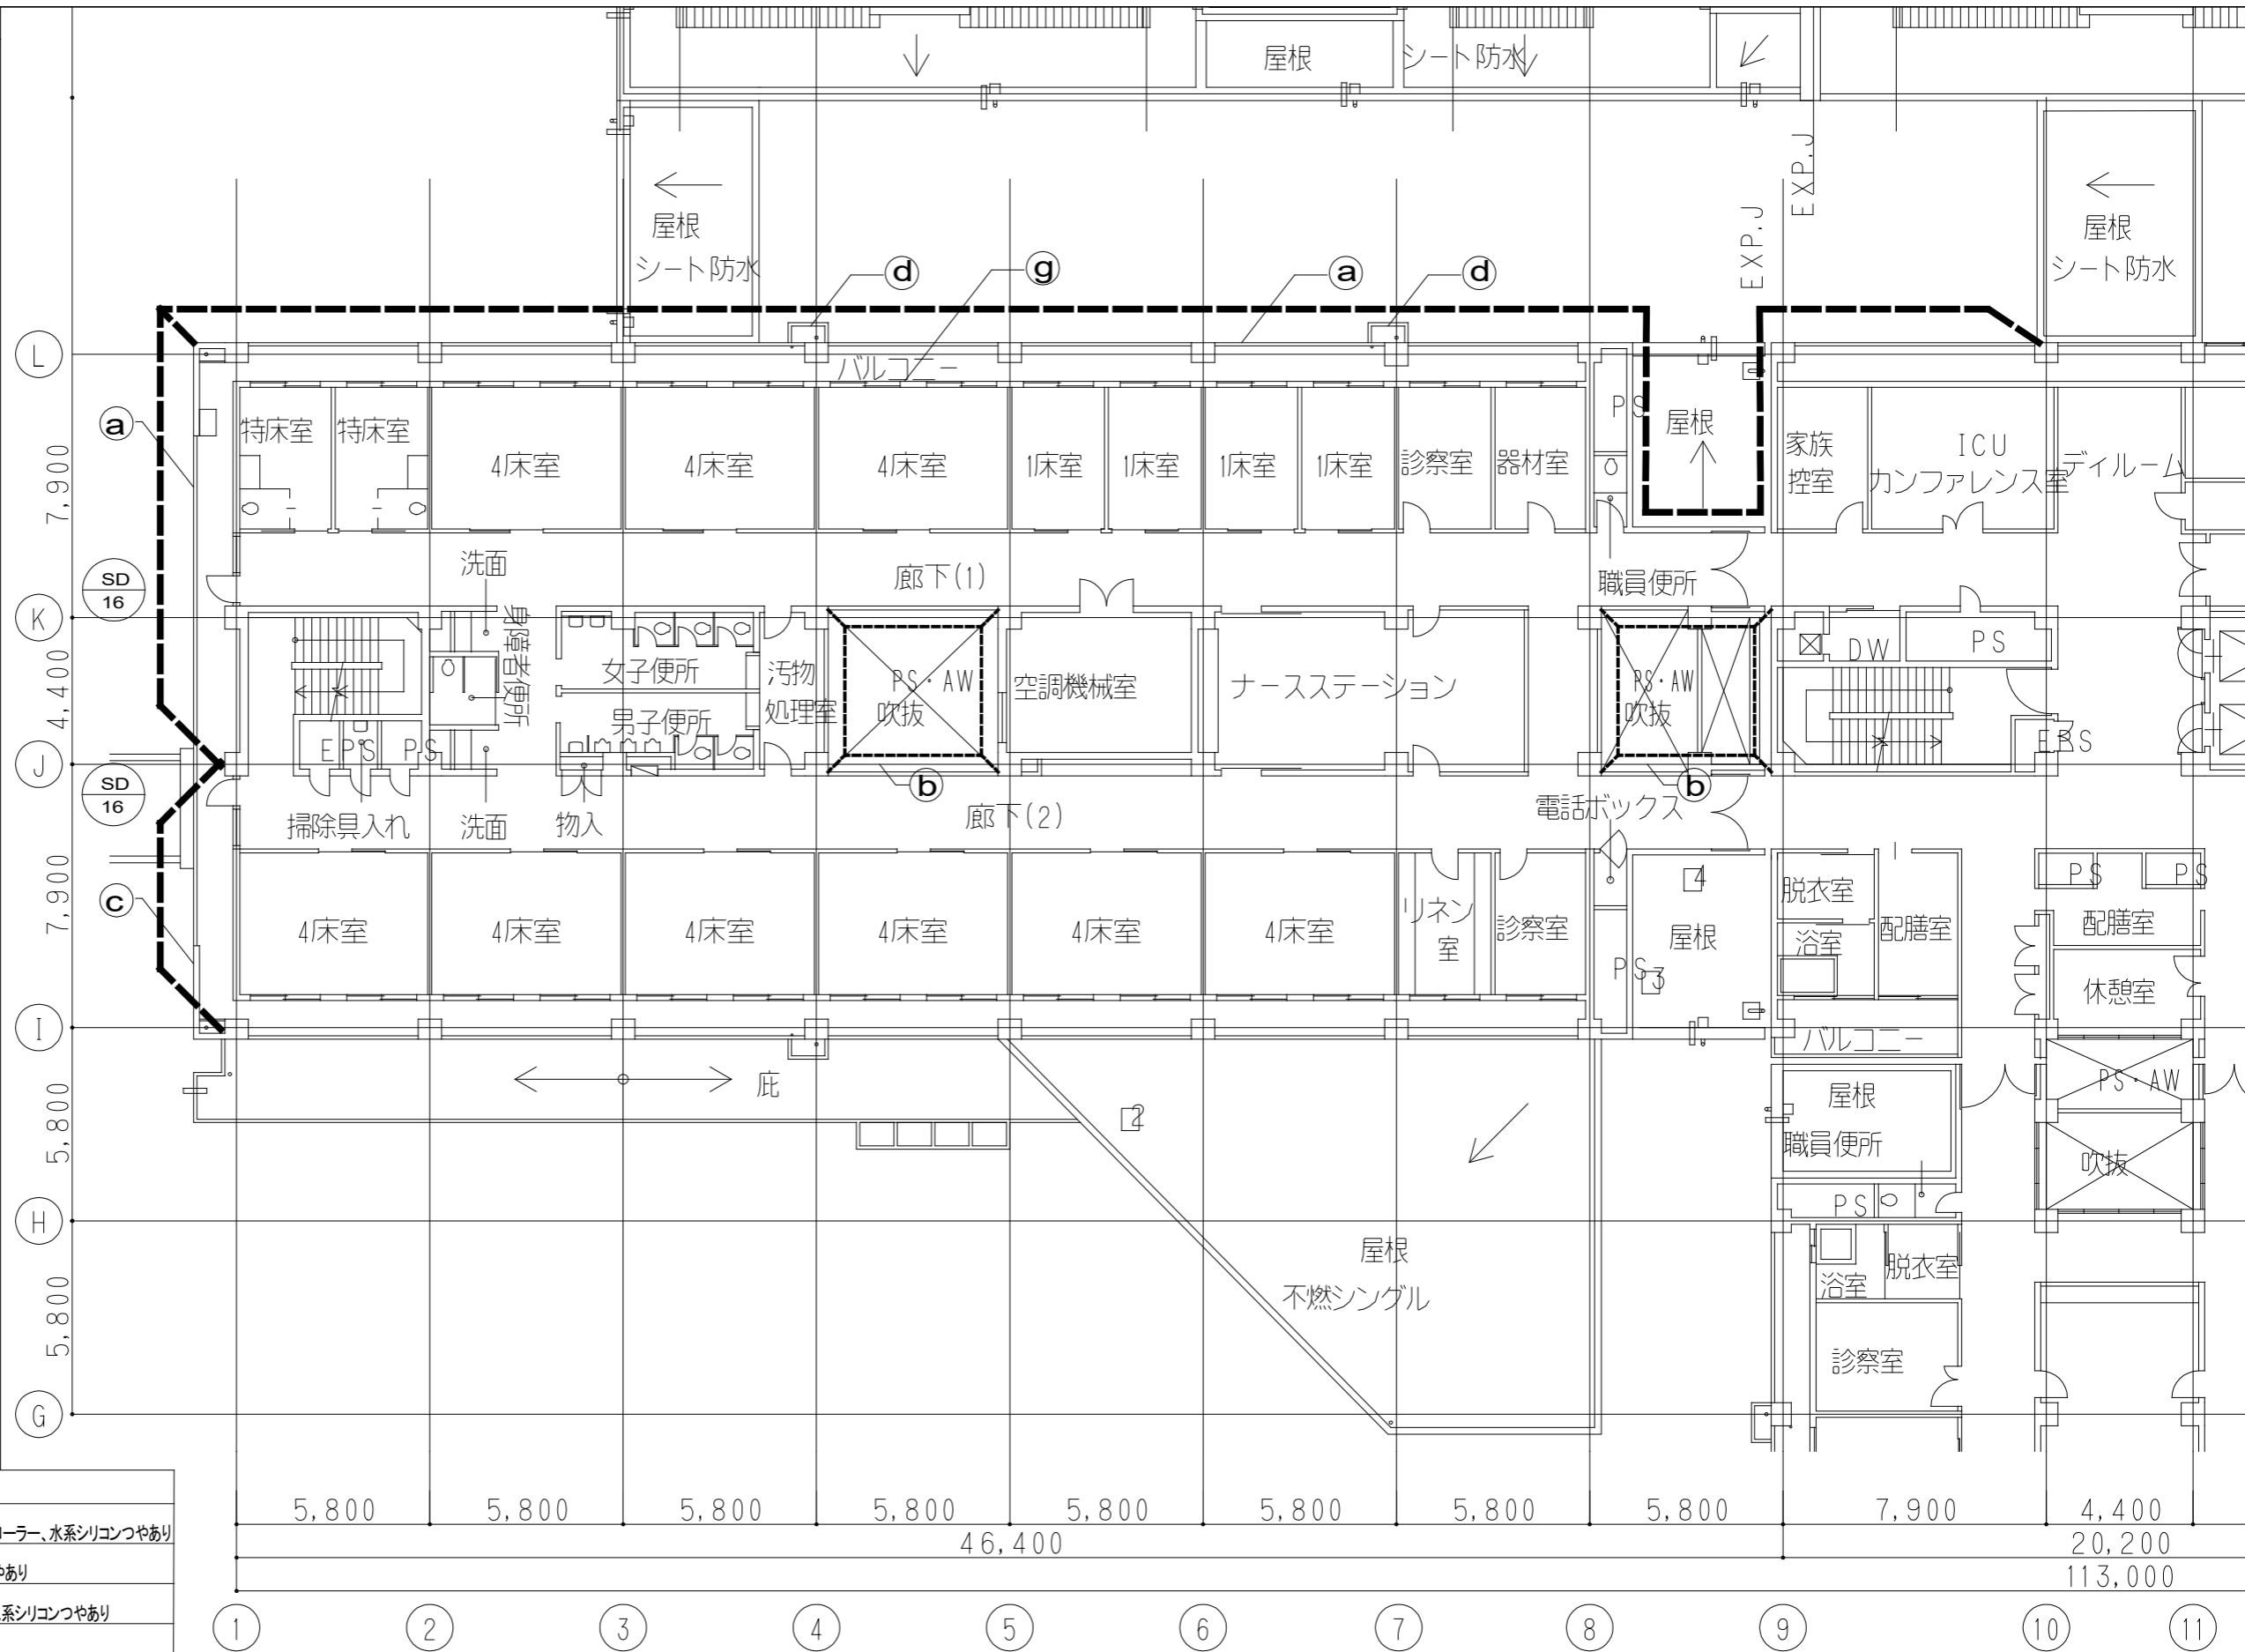 屋根
シート防水
EXP.J
EXP.J
屋根
シート防水
屋根
シート防水
d
g
a
d
L
バルコニー
a
特床室
特床室
4床室
4床室
4床室
1床室
1床室
1床室
1床室
診察室
器材室
PS
屋根
家族
控室
ICU
カンファレンス室
ディルーム
7,900
洗面
廊下(1)
職員便所
SD
16
K
身障者便所
女子便所
汚物
処理室
PS・AW
吹抜
空調機械室
ナースステーション
PS・AW
吹抜
DW
PS
4,400
男子便所
EPS
PS
EPS
J
b
b
SD
16
掃除具入れ
洗面
物入
廊下(2)
電話ボックス
7,900
c
4床室
4床室
4床室
4床室
4床室
4床室
リネン
室
診察室
PS
4
屋根
3
脱衣室
浴室
配膳室
PS
PS
配膳室
休憩室
I
バルコニー
庇
2
屋根
職員便所
PS・AW
吹抜
5,800
PS
H
屋根
不燃シングル
浴室
脱衣室
5,800
診察室
G
5,800
5,800
5,800
5,800
5,800
5,800
5,800
5,800
7,900
4,400
ローラー、水系シリコンつやあり
46,400
20,200
やあり
113,000
系シリコンつやあり
1
2
3
4
5
6
7
8
9
10
11